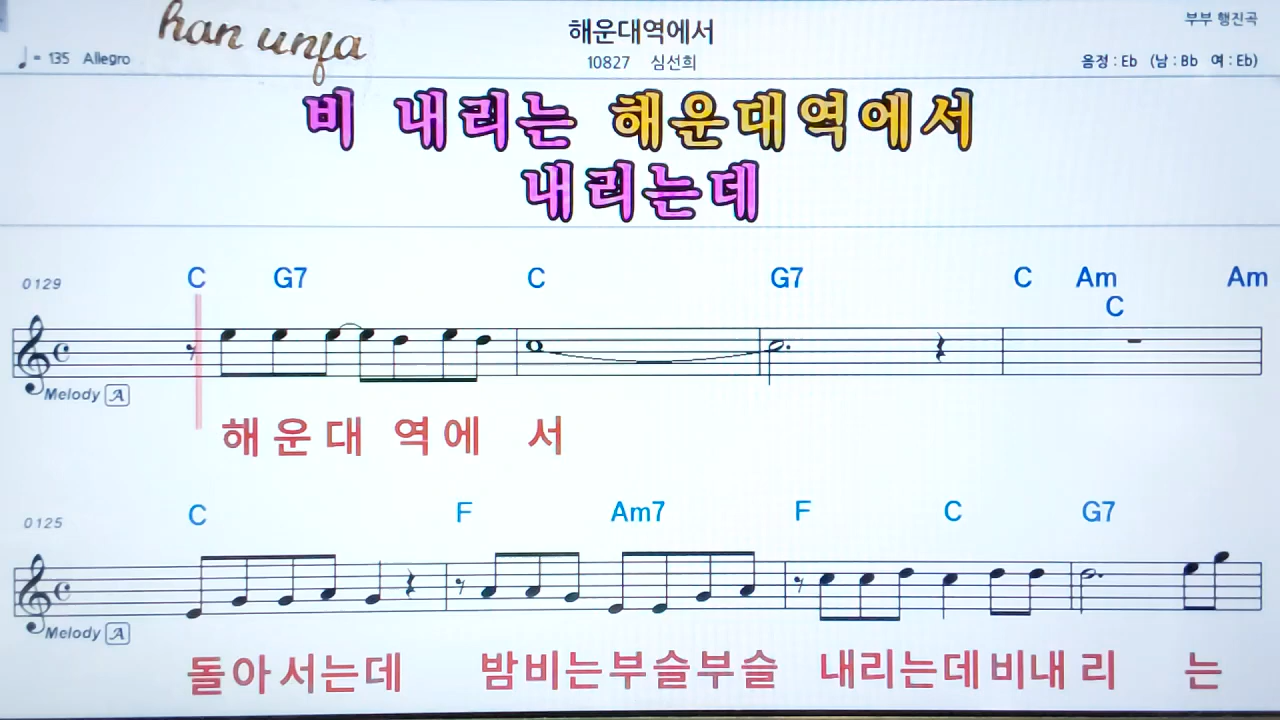 han unfa
해운대역에서
부부 행진곡
♩= 135 Allegro
10827 심선희
음정 : Eb (남 : Bb 여 : Eb)
비 내리는 해운대역에서
내리는데
0129
C G7 C G7 C Am Am
C
Melody A
해운대 역에 서
0125
C F Am7 F C G7
Melody A
돌아서는데 밤비는부슬부슬 내리는데비내리 는